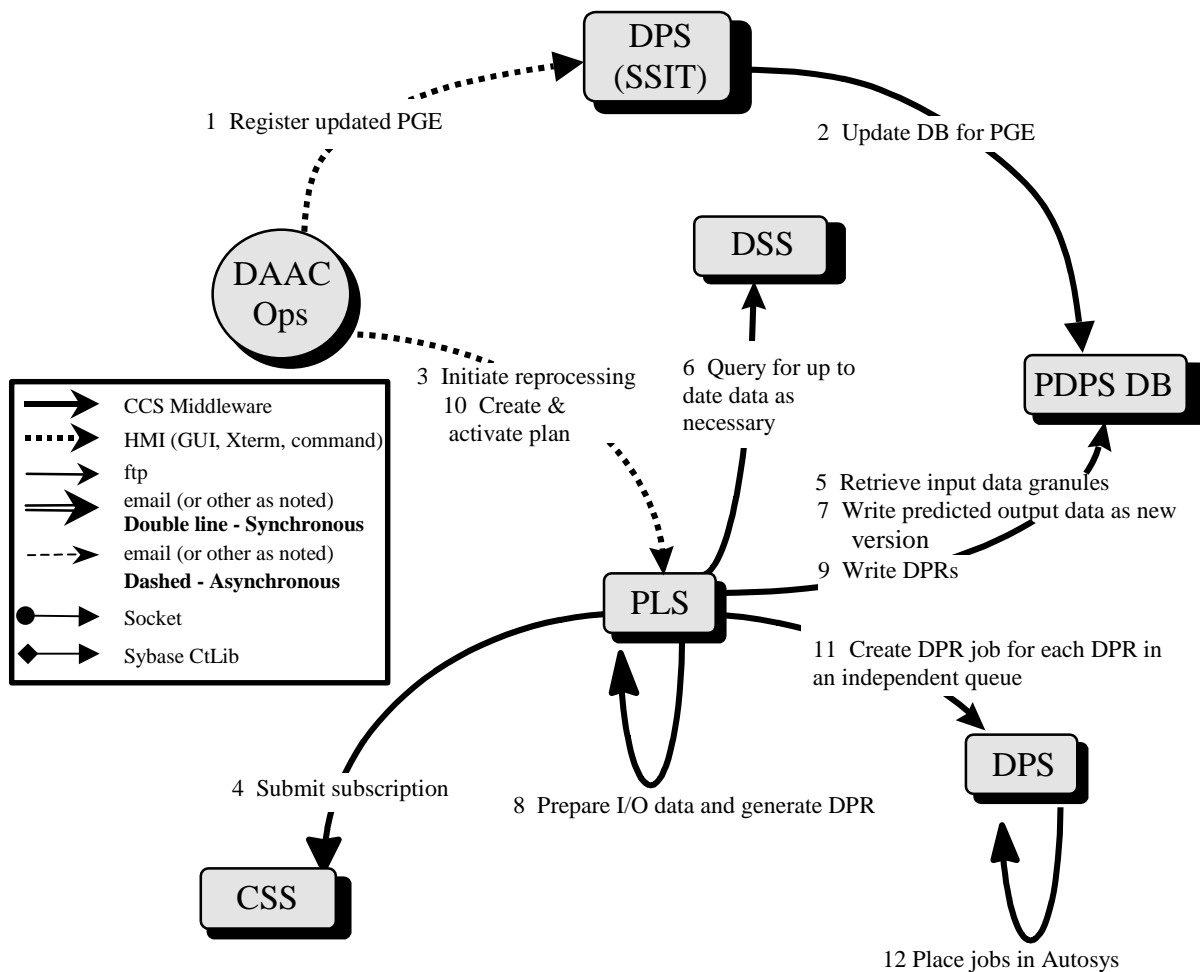 DPS
(SSIT)
1 Register updated PGE
2 Update DB for PGE
DSS
DAAC
Ops
3 Initiate reprocessing
10 Create &
activate plan
6 Query for up to
date data as
necessary
PDPS DB
CCS Middleware
HMI (GUI, Xterm, command)
ftp
email (or other as noted)
Double line - Synchronous
email (or other as noted)
Dashed - Asynchronous
Socket
Sybase CtLib
5 Retrieve input data granules
7 Write predicted output data as new
version
9 Write DPRs
PLS
11 Create DPR job for each DPR in
an independent queue
DPS
4 Submit subscription
8 Prepare I/O data and generate DPR
CSS
12 Place jobs in Autosys